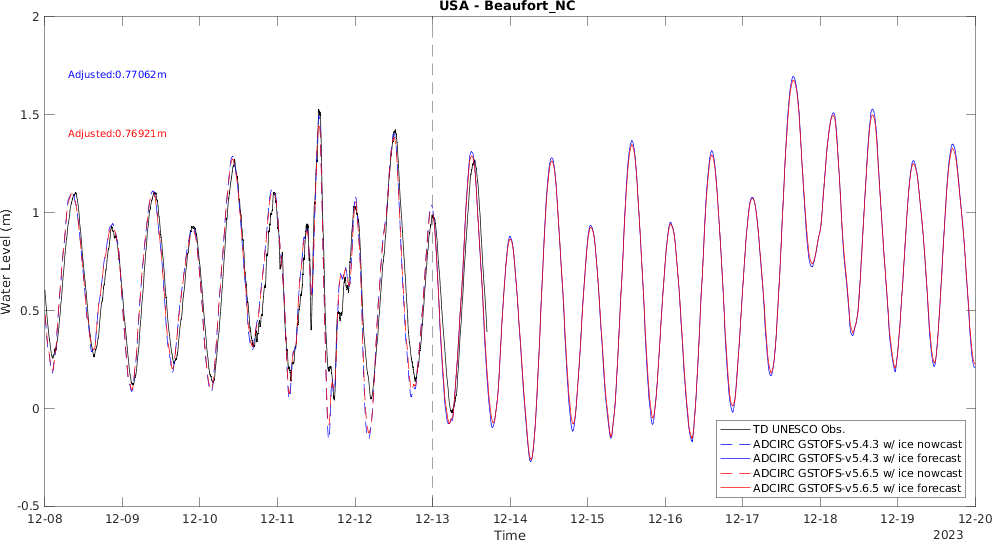 USA - Beaufort_NC
2
1.5
1
0.5
0
-0.5
Water Level (m)
Adjusted:0.77062m
Adjusted:0.76921m
TD UNESCO Obs.
ADCIRC GSTOFS-v5.4.3 w/ ice nowcast
ADCIRC GSTOFS-v5.4.3 w/ ice forecast
ADCIRC GSTOFS-v5.6.5 w/ ice nowcast
ADCIRC GSTOFS-v5.6.5 w/ ice forecast
12-08 12-09 12-10 12-11 12-12 12-13 12-14 12-15 12-16 12-17 12-18 12-19 12-20
Time
2023